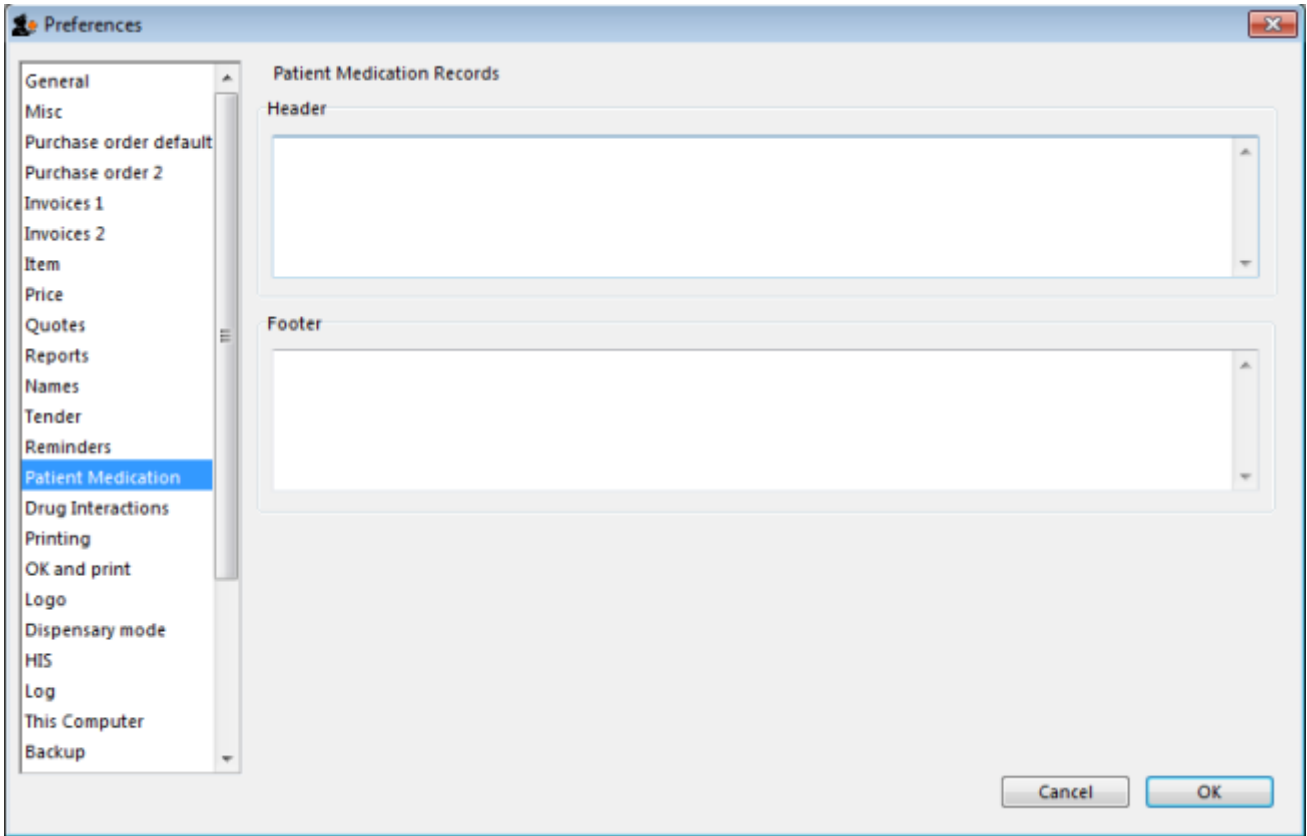 Preferences
General
Misc
Purchase order default
Purchase order 2
Invoices 1
Invoices 2
Item
Price
Quotes
Reports
Names
Tender
Reminders
Patient Medication
Drug Interactions
Printing
OK and print
Logo
Dispensary mode
HIS
Log
This Computer
Backup
Patient Medication Records
Header
Footer
Cancel
OK